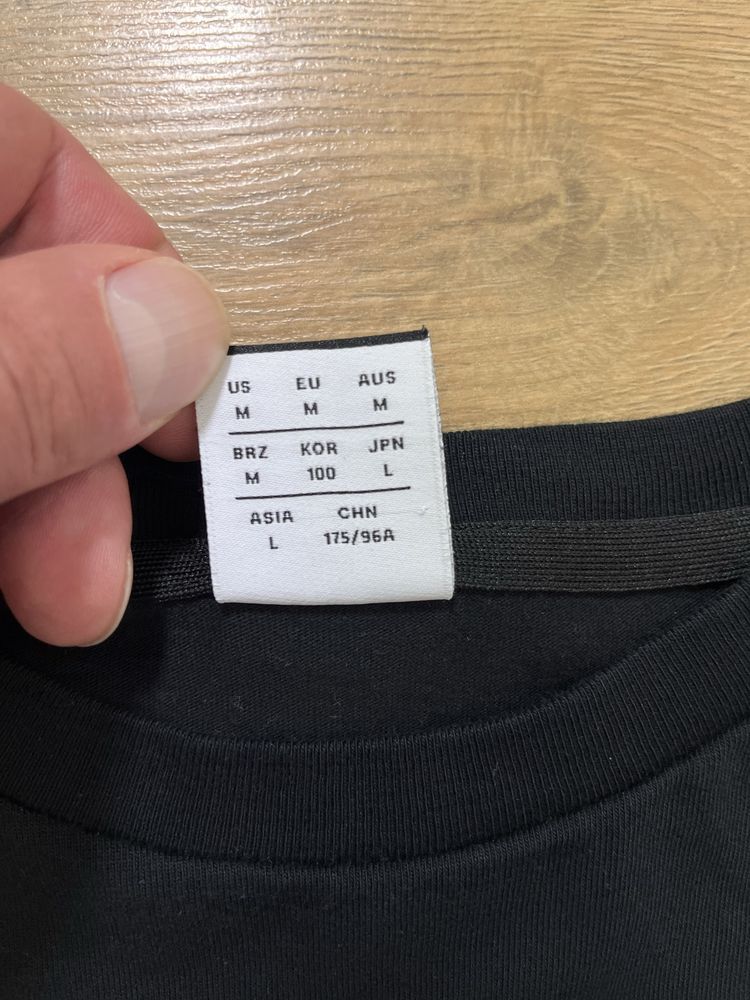 US EU AUS
M M M
BRZ KOR JPN
M 100 L
ASIA CHN
L 175/96A